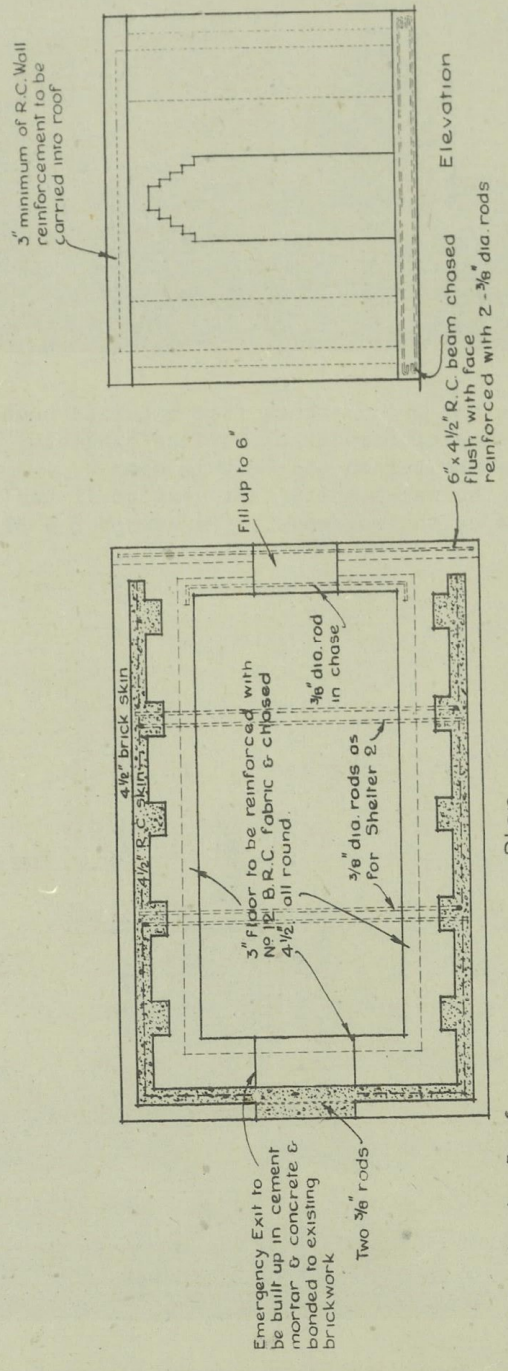 Emergency Exit to
be built up in cement
mortar & concrete &
bonded to existing
brickwork
Two 3/8" rods
4½" brick skin
4½" R C skin
3" Floor to be reinforced with
No 121 B.R.C. fabric & chased
4½" all round.
3/8" dia. rods as
for Shelter 2
3/8" dia. rod
in chase
Fill up to 6"
3" minimum of R.C. Wall
reinforcement to be
carried into roof
6" x 4½" R.C. beam chased
flush with face
reinforced with 2 - 3/8" dia. rods
Elevation